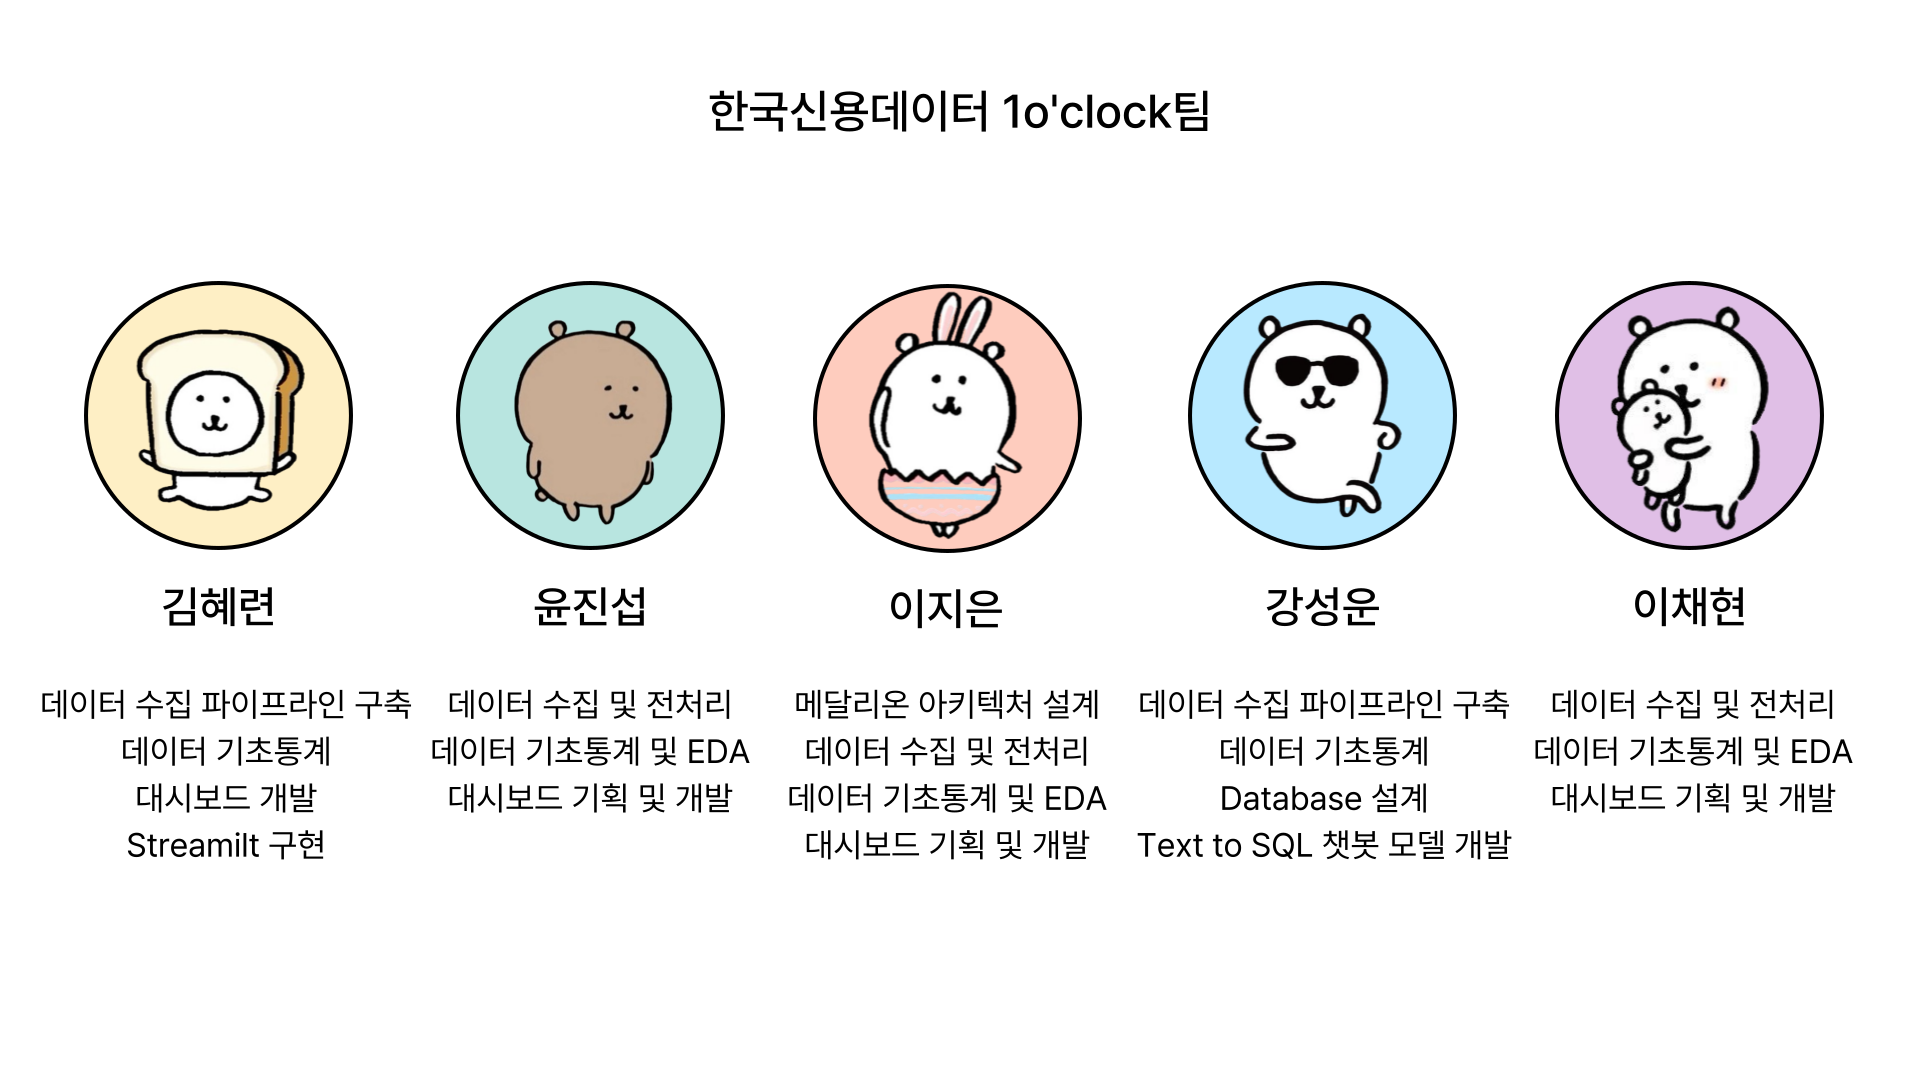 한국신용데이터 1o'clock팀
김혜련
데이터 수집 파이프라인 구축
데이터 기초통계
대시보드 개발
Streamilt 구현
윤진섭
데이터 수집 및 전처리
데이터 기초통계 및 EDA
대시보드 기획 및 개발
이지은
메달리온 아키텍처 설계
데이터 수집 및 전처리
데이터 기초통계 및 EDA
대시보드 기획 및 개발
강성운
데이터 수집 파이프라인 구축
데이터 기초통계
Database 설계
Text to SQL 챗봇 모델 개발
이채현
데이터 수집 및 전처리
데이터 기초통계 및 EDA
대시보드 기획 및 개발